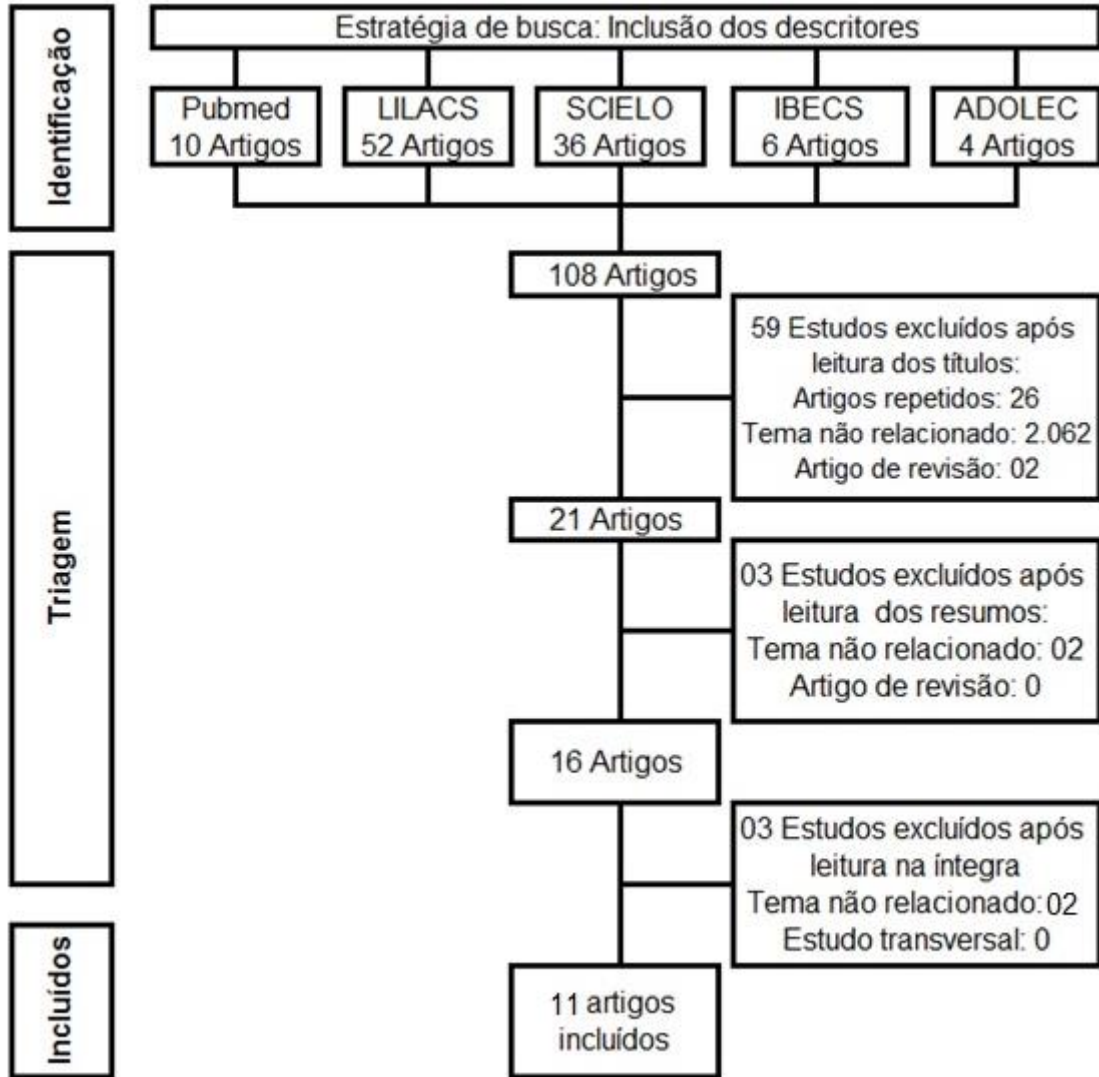 Identificação
Estratégia de busca: Inclusão dos descritores
Pubmed
10 Artigos
LILACS
52 Artigos
SCIELO
36 Artigos
IBECS
6 Artigos
ADOLEC
4 Artigos
Triagem
108 Artigos
59 Estudos excluídos após
leitura dos títulos:
Artigos repetidos: 26
Tema não relacionado: 2.062
Artigo de revisão: 02
21 Artigos
03 Estudos excluídos após
leitura dos resumos:
Tema não relacionado: 02
Artigo de revisão: 0
16 Artigos
03 Estudos excluídos após
leitura na íntegra
Tema não relacionado: 02
Estudo transversal: 0
Incluídos
11 artigos
incluídos